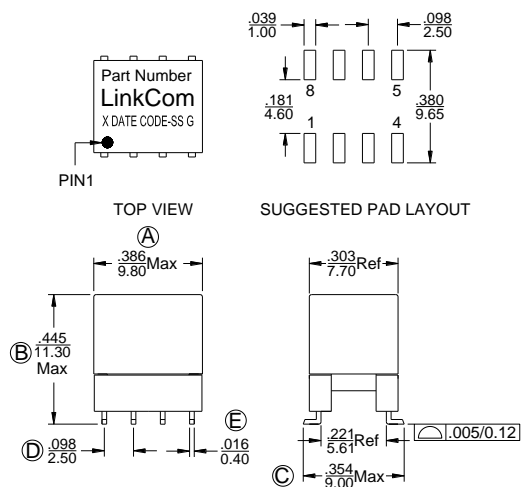 .039
1.00
.098
2.50
Part Number
LinkCom
X DATE CODE-SS G
8
5
.181
4.60
.380
9.65
1
4
PIN1
TOP VIEW
SUGGESTED PAD LAYOUT
A
.386
9.80 Max
.303
7.70 Ref
B .445
11.30
Max
E
D .098
2.50
.016
0.40
.221
5.61 Ref
.005/0.12
C .354
9.00 Max